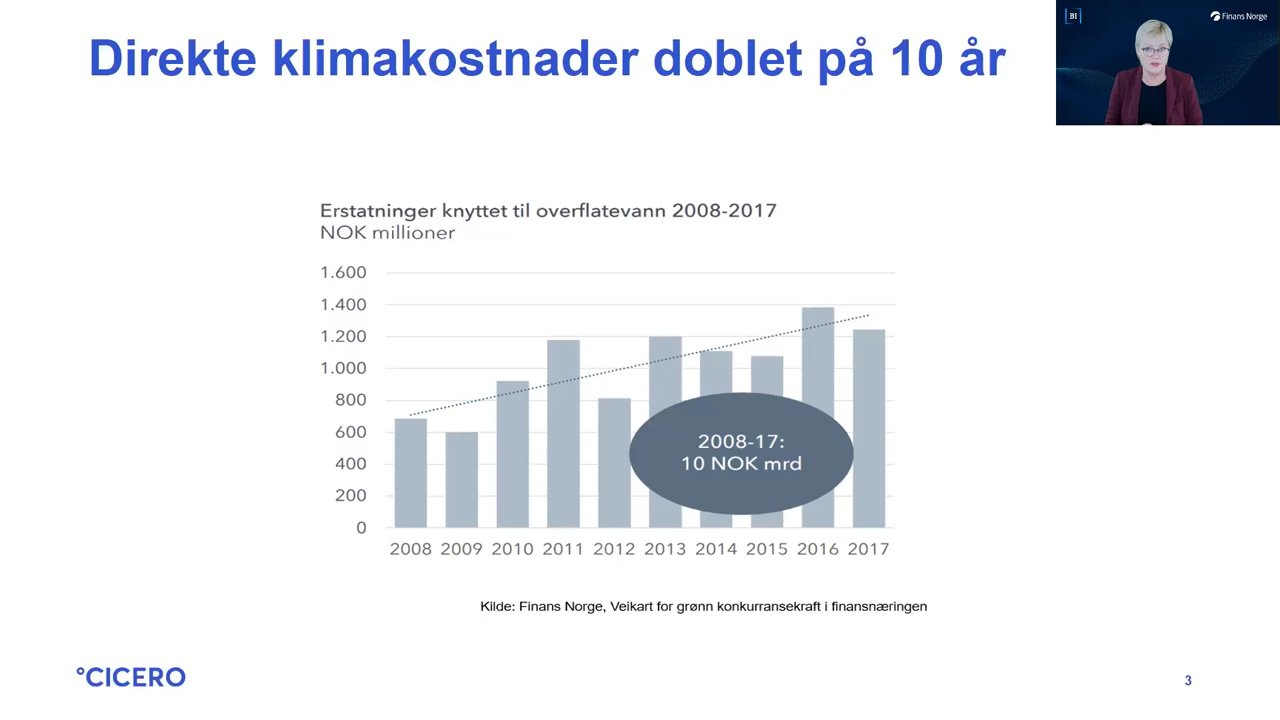 Direkte klimakostnader doblet på 10 år
BI
Finans Norge
Erstatninger knyttet til overflatevann 2008-2017
NOK millioner
1.600
1.400
1.200
1.000
800
600
400
200
0
2008-17:
10 NOK mrd
2008 2009 2010 2011 2012 2013 2014 2015 2016 2017
Kilde: Finans Norge, Veikart for grønn konkurransekraft i finansnæringen
°CICERO
3